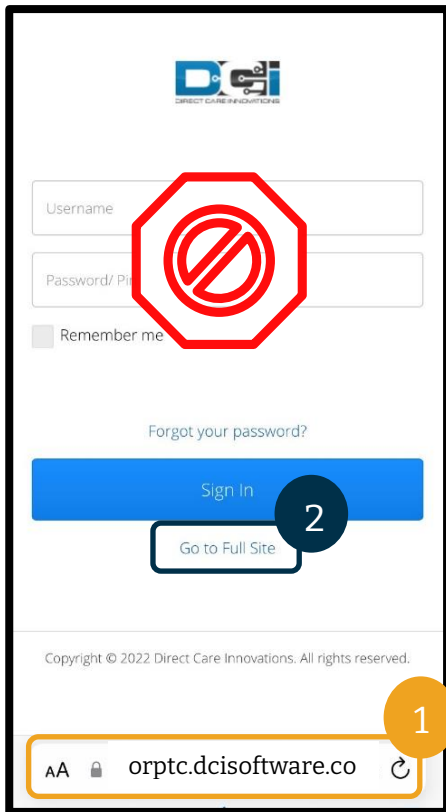 DCi
DIRECT CARE INNOVATIONS
Username
Password/ Pin
Remember me
Forgot your password?
Sign In
2
Go to Full Site
Copyright © 2022 Direct Care Innovations. All rights reserved.
1
AA orptc.dcisoftware.co